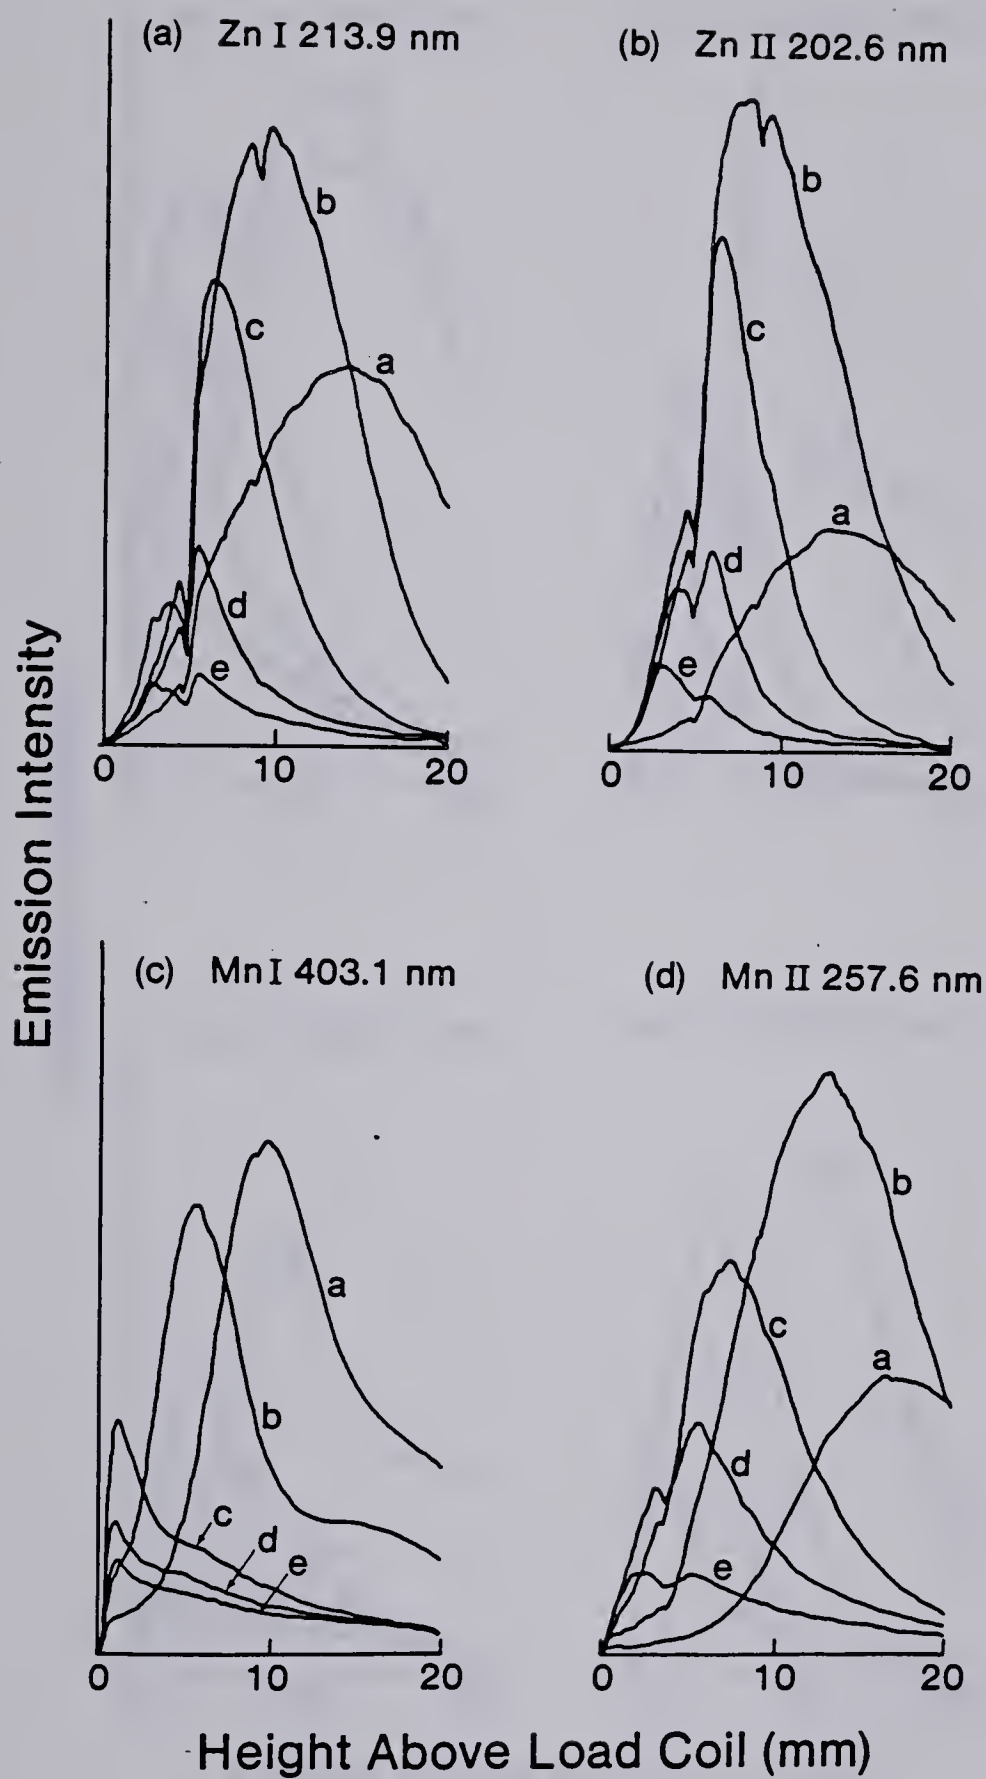 Emission Intensity
(a) Zn I 213.9 nm
b
c
a
d
e
0 10 20
(b) Zn II 202.6 nm
b
c
a
d
e
0 10 20
(c) Mn I 403.1 nm
a
b
c
d
e
0 10 20
(d) Mn II 257.6 nm
b
c
a
d
e
0 10 20
Height Above Load Coil (mm)